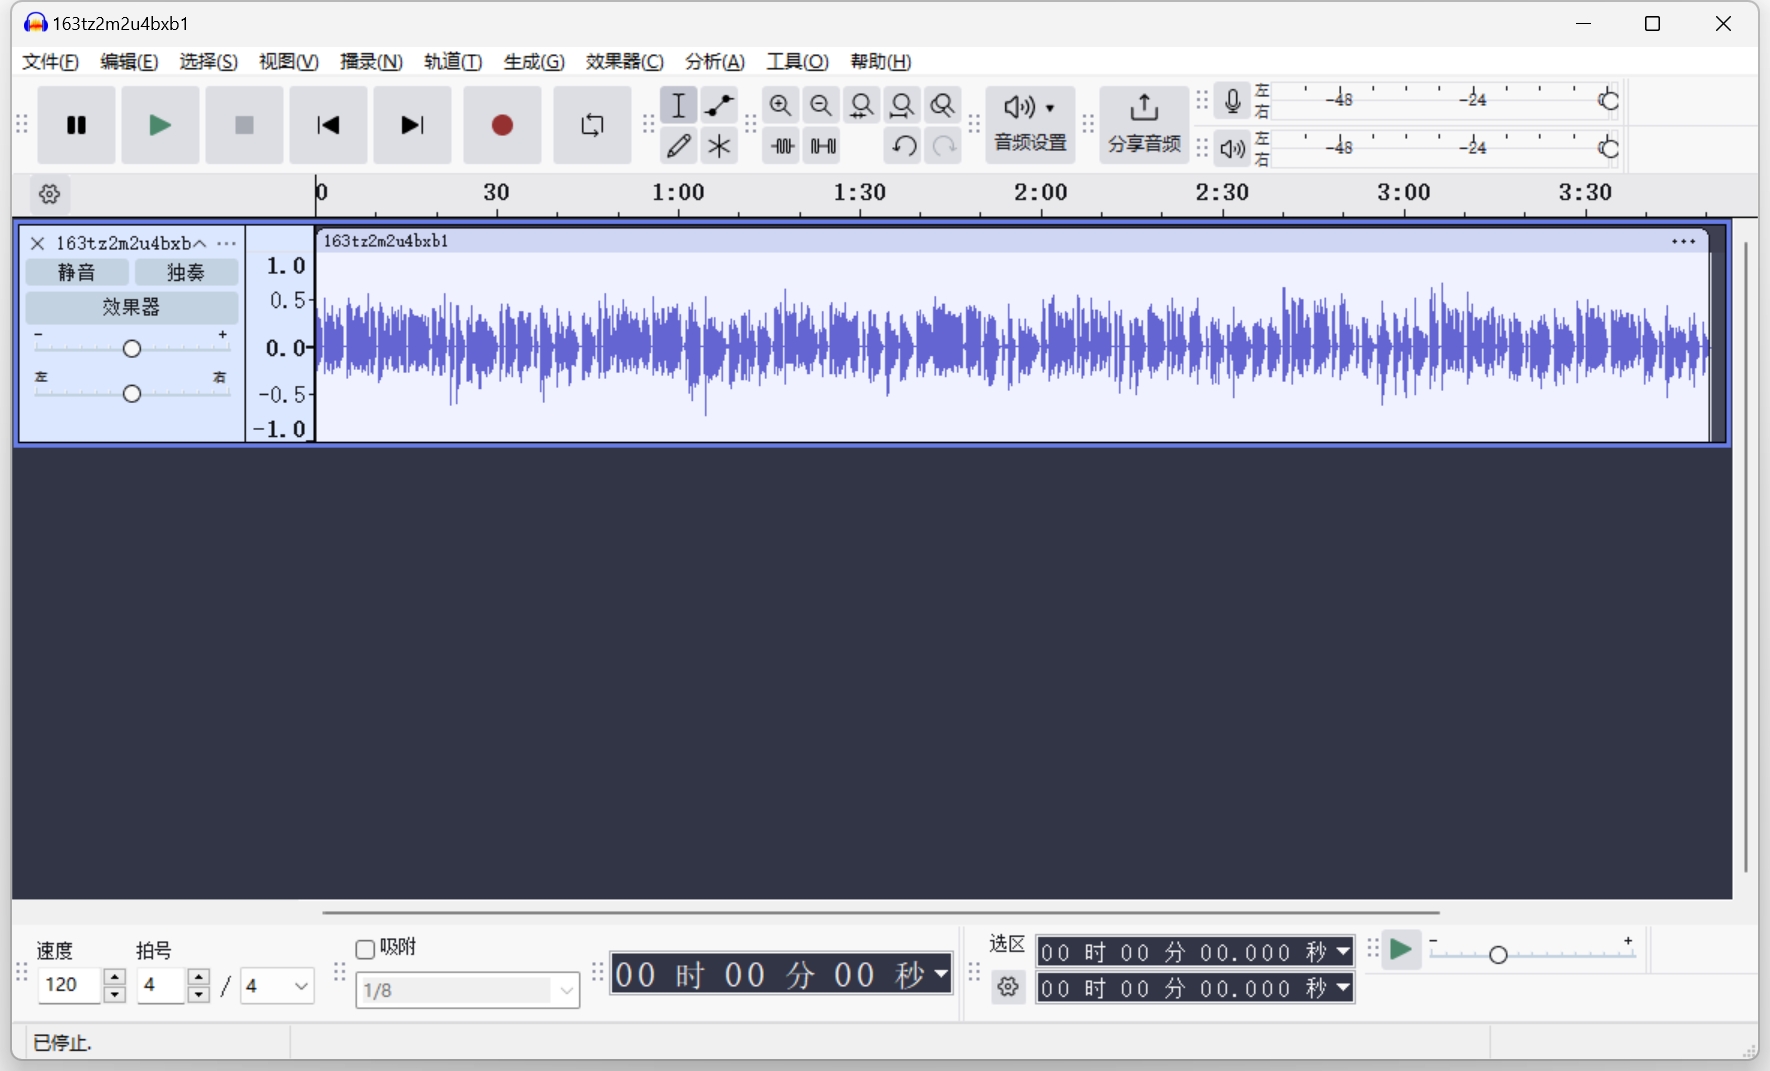 163tz2m2u4bxb1
文件(F) 编辑(E) 选择(S) 视图(V) 播录(N) 轨道(T) 生成(G) 效果器(C) 分析(A) 工具(O) 帮助(H)
音频设置
分享音频
左
右
-48 -24 0
左
右
-48 -24 0
0 30 1:00 1:30 2:00 2:30 3:00 3:30
163tz2m2u4bxb
静音 独奏
效果器
- +
左 右
1.0
0.5
0.0
-0.5
-1.0
163tz2m2u4bxb1
速度
120
拍号
4 / 4
吸附
1/8
00 时 00 分 00 秒
选区
00 时 00 分 00.000 秒
00 时 00 分 00.000 秒
- +
已停止.